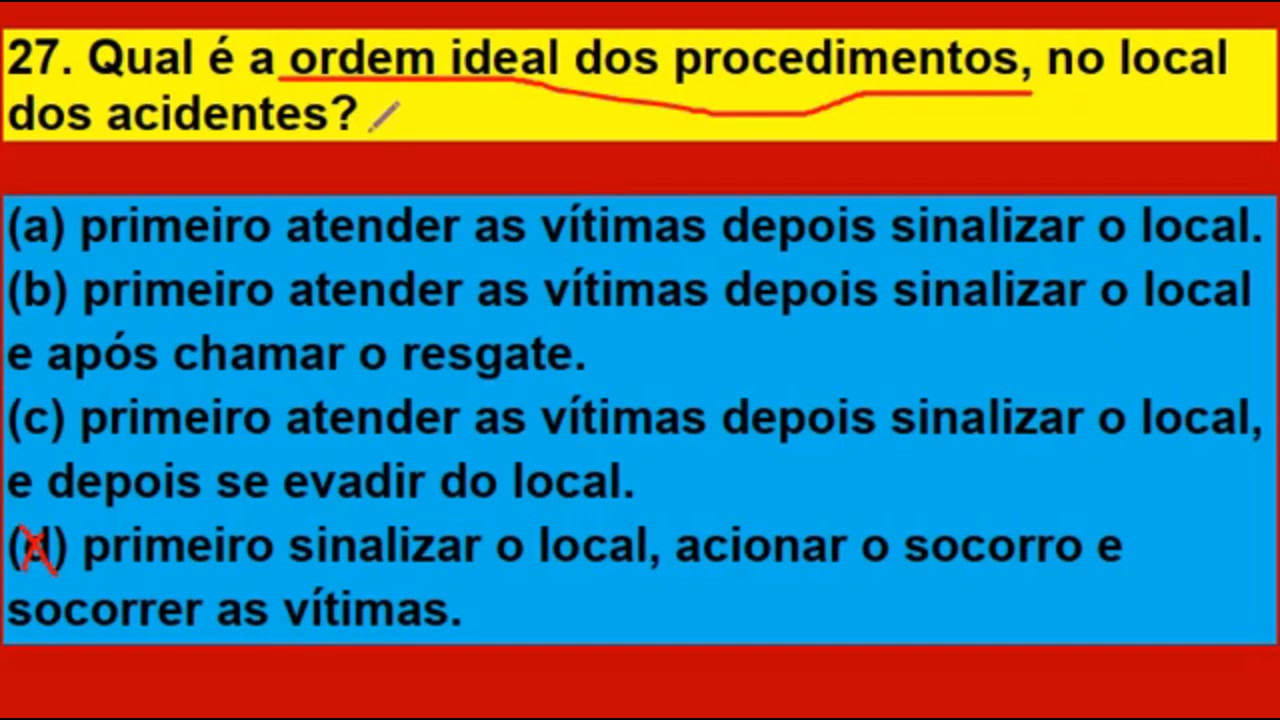 27. Qual é a ordem ideal dos procedimentos, no local
dos acidentes?
(a) primeiro atender as vítimas depois sinalizar o local.
(b) primeiro atender as vítimas depois sinalizar o local
e após chamar o resgate.
(c) primeiro atender as vítimas depois sinalizar o local,
e depois se evadir do local.
(d) primeiro sinalizar o local, acionar o socorro e
socorrer as vítimas.